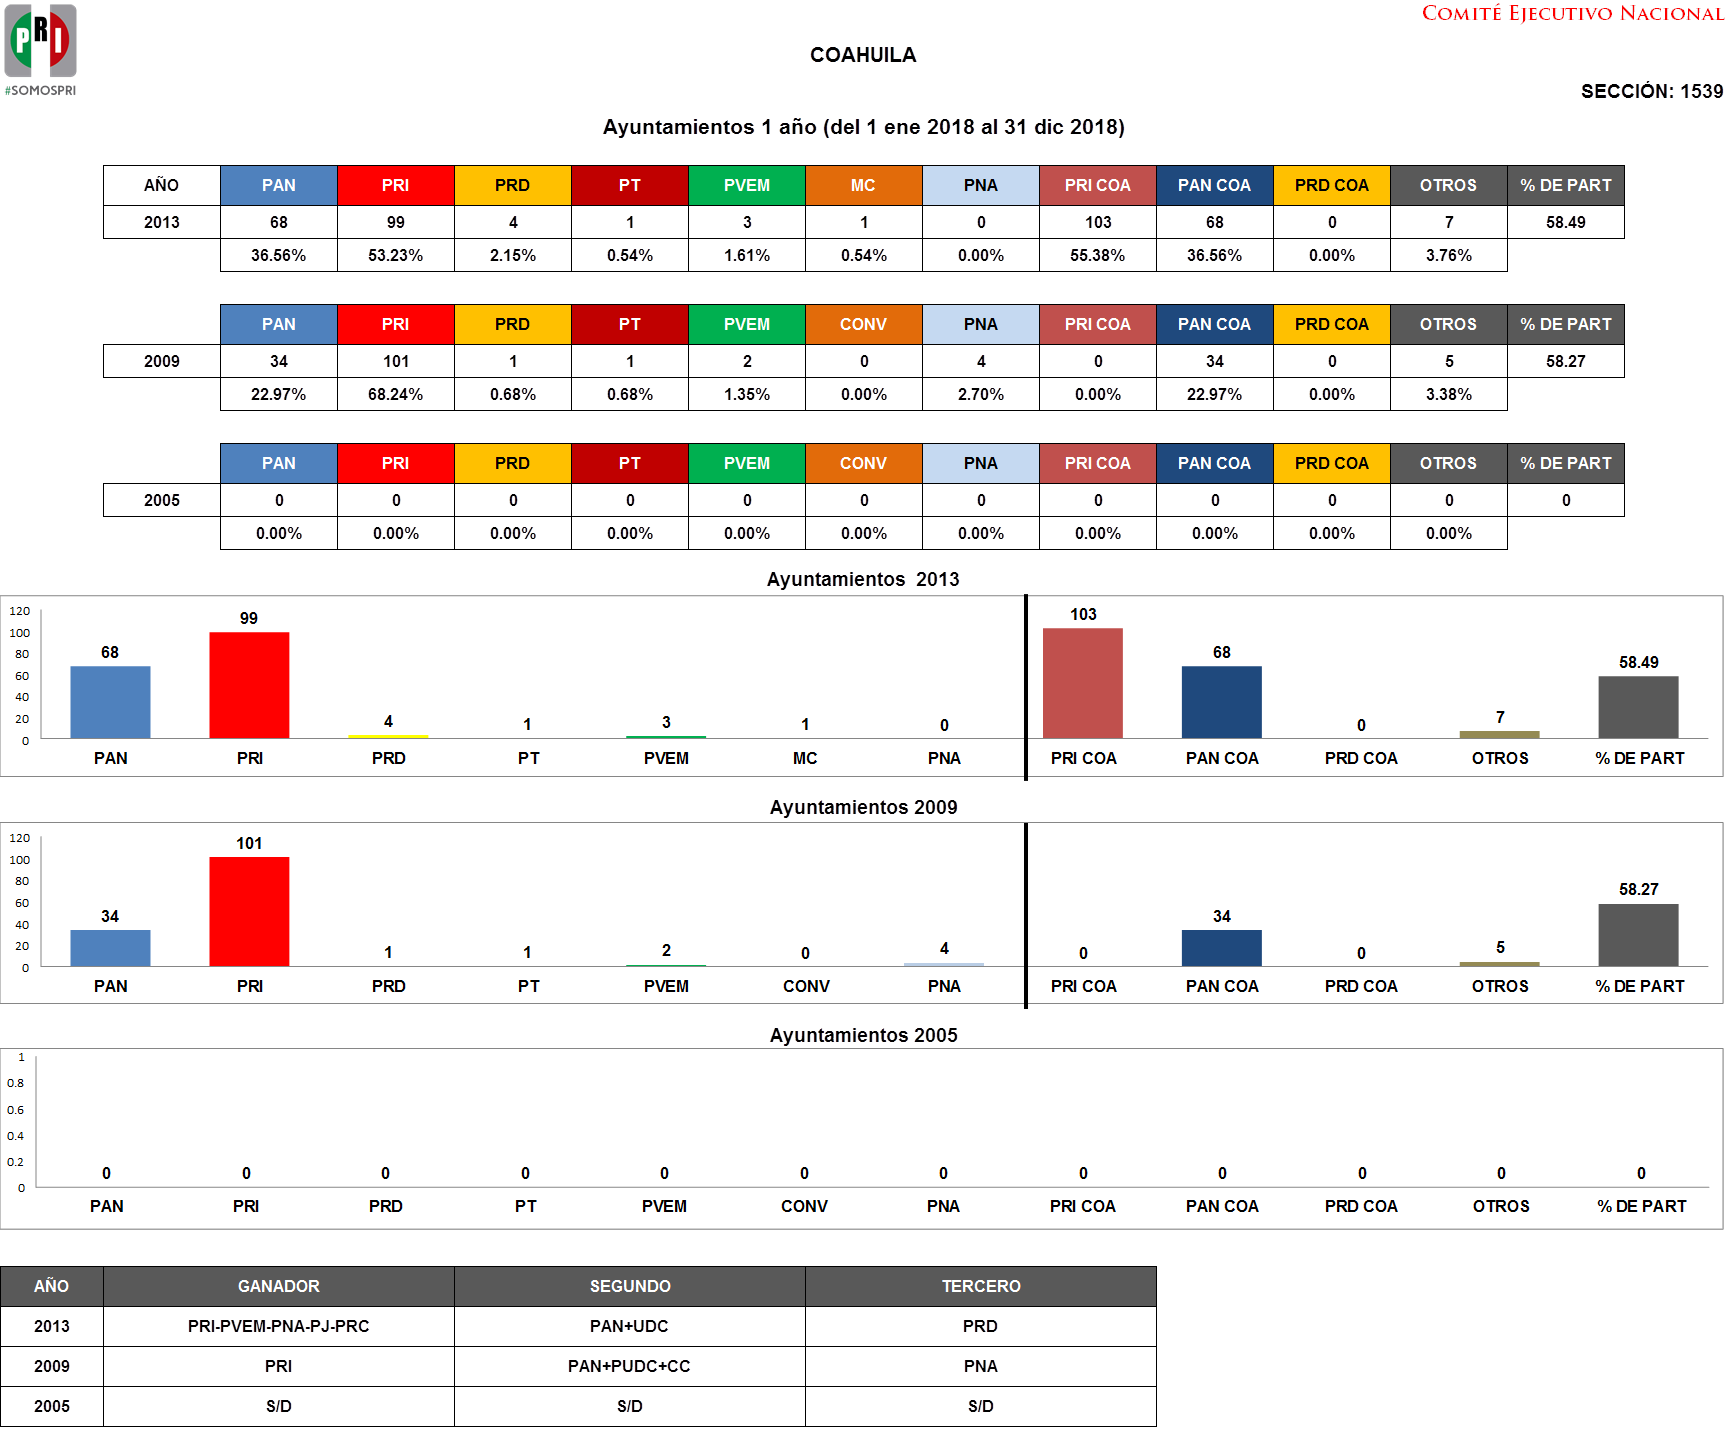 COMITÉ EJECUTIVO NACIONAL
PRI
#SOMOSPRI
COAHUILA
SECCIÓN: 1539
Ayuntamientos 1 año (del 1 ene 2018 al 31 dic 2018)
AÑO PAN PRI PRD PT PVEM MC PNA PRI COA PAN COA PRD COA OTROS % DE PART
2013 68 99 4 1 3 1 0 103 68 0 7 58.49
36.56% 53.23% 2.15% 0.54% 1.61% 0.54% 0.00% 55.38% 36.56% 0.00% 3.76%
PAN PRI PRD PT PVEM CONV PNA PRI COA PAN COA PRD COA OTROS % DE PART
2009 34 101 1 1 2 0 4 0 34 0 5 58.27
22.97% 68.24% 0.68% 0.68% 1.35% 0.00% 2.70% 0.00% 22.97% 0.00% 3.38%
PAN PRI PRD PT PVEM CONV PNA PRI COA PAN COA PRD COA OTROS % DE PART
2005 0 0 0 0 0 0 0 0 0 0 0 0
0.00% 0.00% 0.00% 0.00% 0.00% 0.00% 0.00% 0.00% 0.00% 0.00% 0.00%
Ayuntamientos 2013
120
100
80
60
40
20
0
68 99 4 1 3 1 0 103 68 0 7 58.49
PAN PRI PRD PT PVEM MC PNA PRI COA PAN COA PRD COA OTROS % DE PART
Ayuntamientos 2009
120
100
80
60
40
20
0
34 101 1 1 2 0 4 0 34 0 5 58.27
PAN PRI PRD PT PVEM CONV PNA PRI COA PAN COA PRD COA OTROS % DE PART
Ayuntamientos 2005
1
0.8
0.6
0.4
0.2
0
0 0 0 0 0 0 0 0 0 0 0 0
PAN PRI PRD PT PVEM CONV PNA PRI COA PAN COA PRD COA OTROS % DE PART
AÑO GANADOR SEGUNDO TERCERO
2013 PRI-PVEM-PNA-PJ-PRC PAN+UDC PRD
2009 PRI PAN+PUDC+CC PNA
2005 S/D S/D S/D